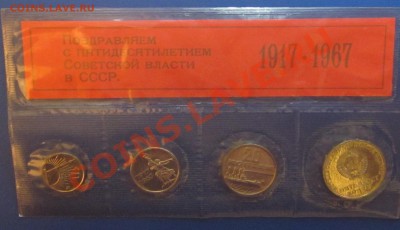 COINS.LAVE.RU
Поздравляем
с Пятидесятилетием
Советской власти
в СССР.
1917-1967
COINS.LAVE.RU